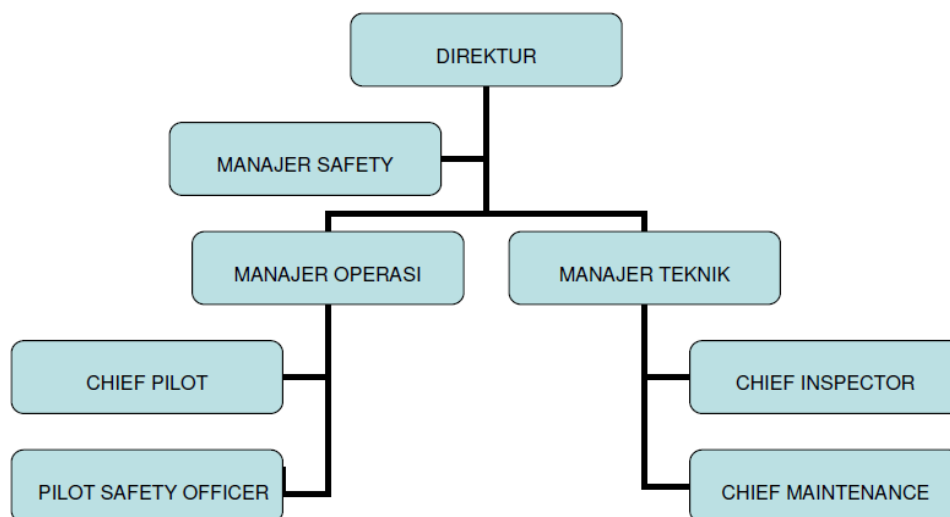 DIREKTUR
MANAJER SAFETY
MANAJER OPERASI
MANAJER TEKNIK
CHIEF PILOT
CHIEF INSPECTOR
PILOT SAFETY OFFICER
CHIEF MAINTENANCE